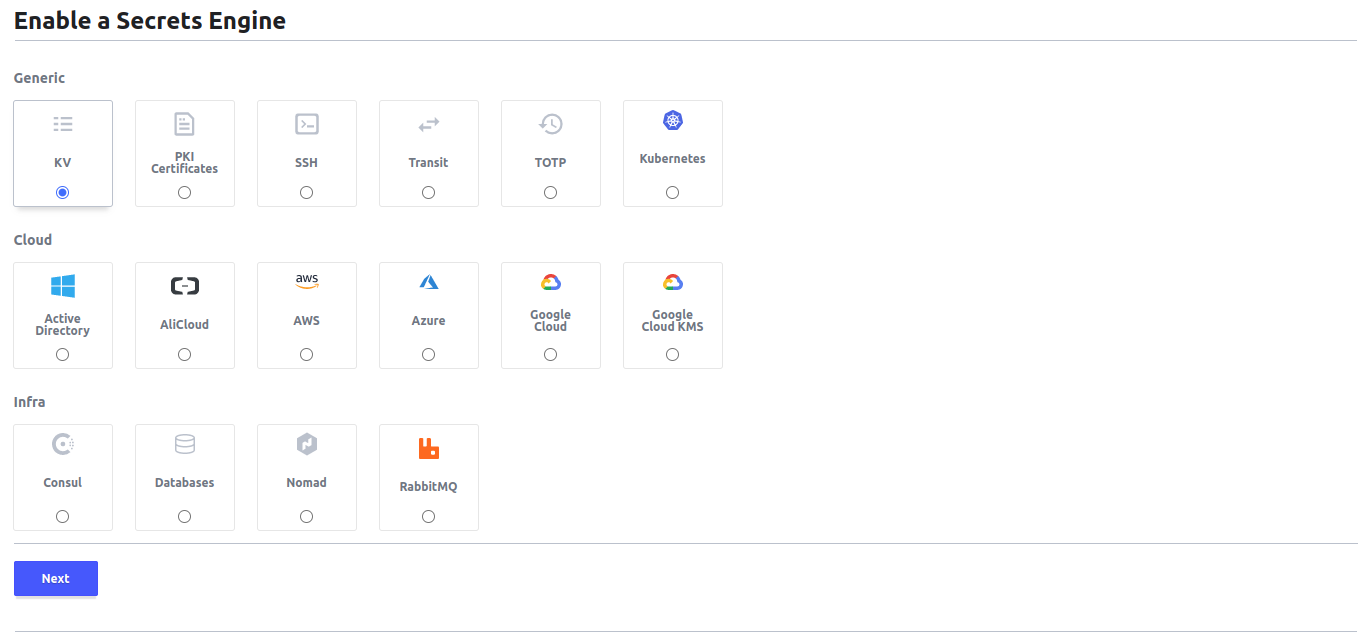 Enable a Secrets Engine
Generic
KV
PKI
Certificates
SSH
Transit
TOTP
Kubernetes
Cloud
Active
Directory
AliCloud
aws
AWS
Azure
Google
Cloud
Google
Cloud KMS
Infra
Consul
Databases
Nomad
RabbitMQ
Next